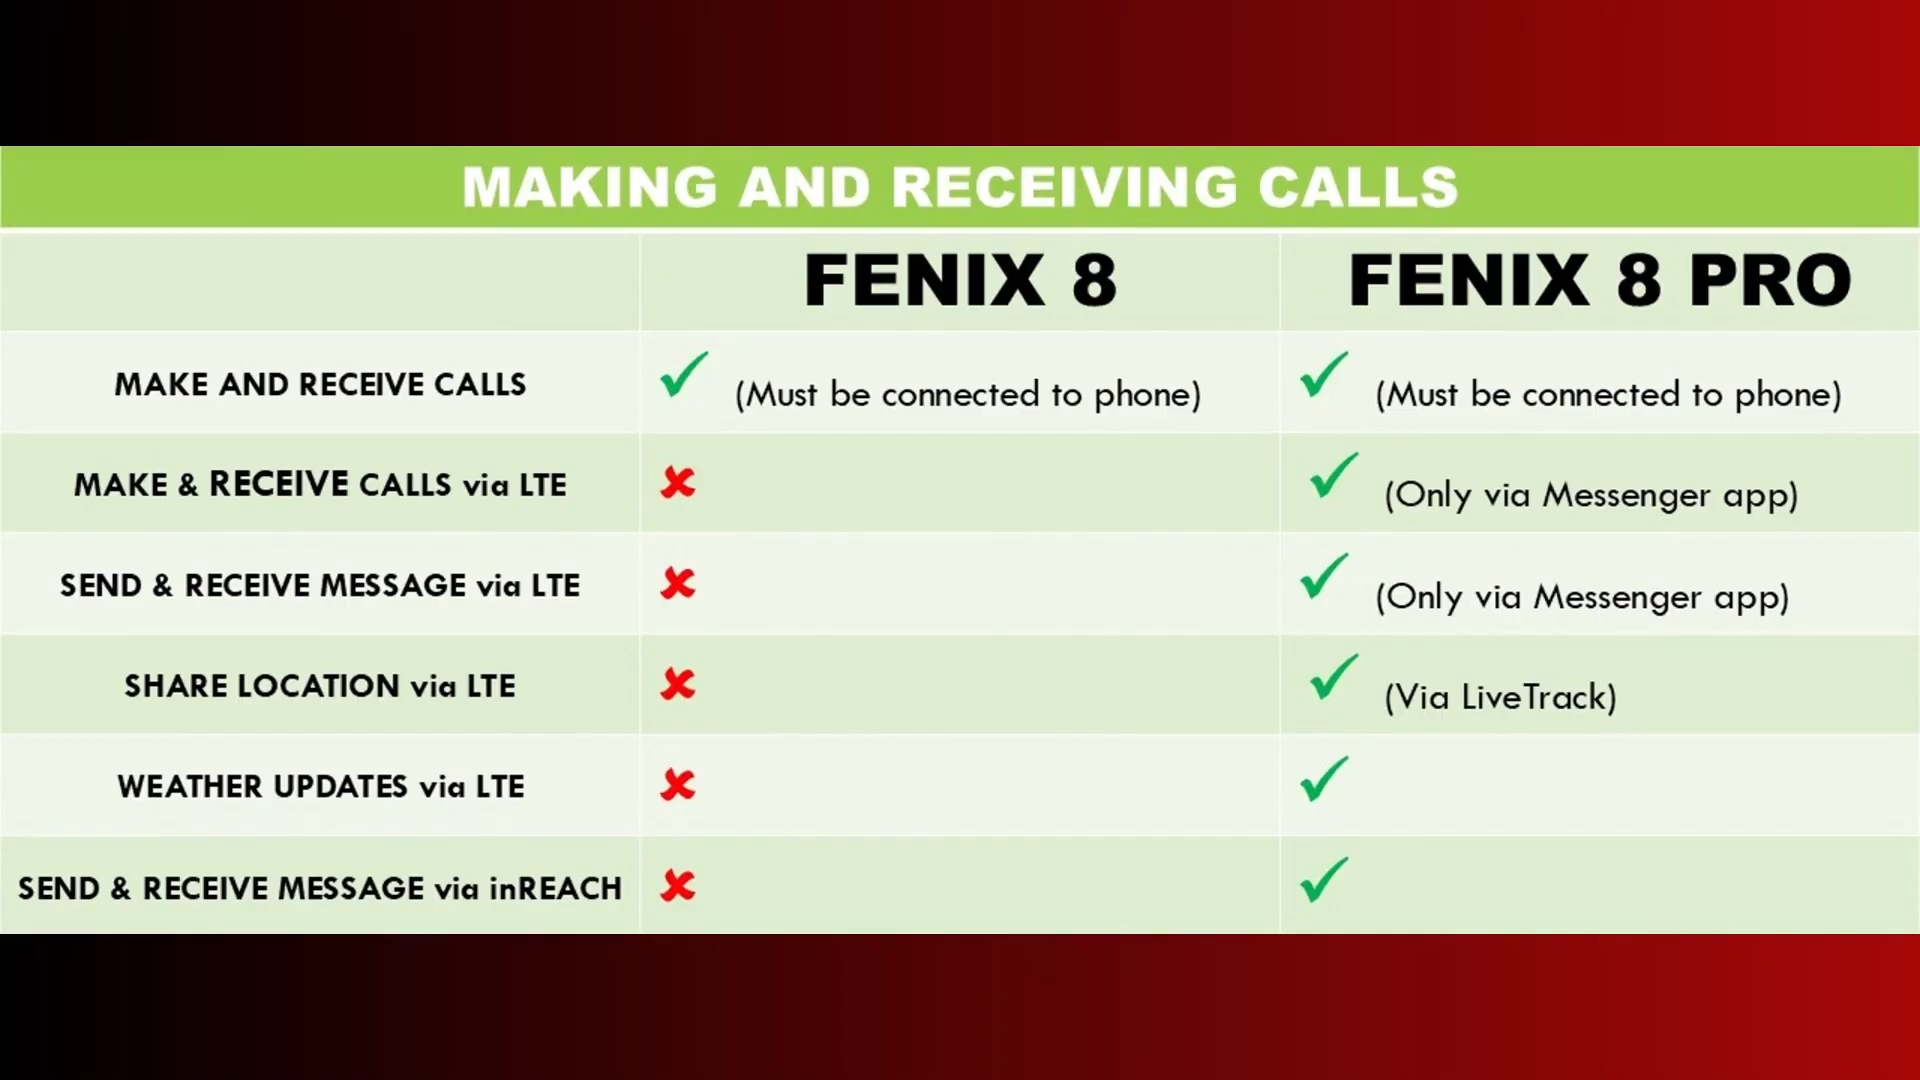 MAKING AND RECEIVING CALLS
FENIX 8
FENIX 8 PRO
MAKE AND RECEIVE CALLS
(Must be connected to phone)
(Must be connected to phone)
MAKE & RECEIVE CALLS via LTE
(Only via Messenger app)
SEND & RECEIVE MESSAGE via LTE
(Only via Messenger app)
SHARE LOCATION via LTE
(Via LiveTrack)
WEATHER UPDATES via LTE
SEND & RECEIVE MESSAGE via inREACH